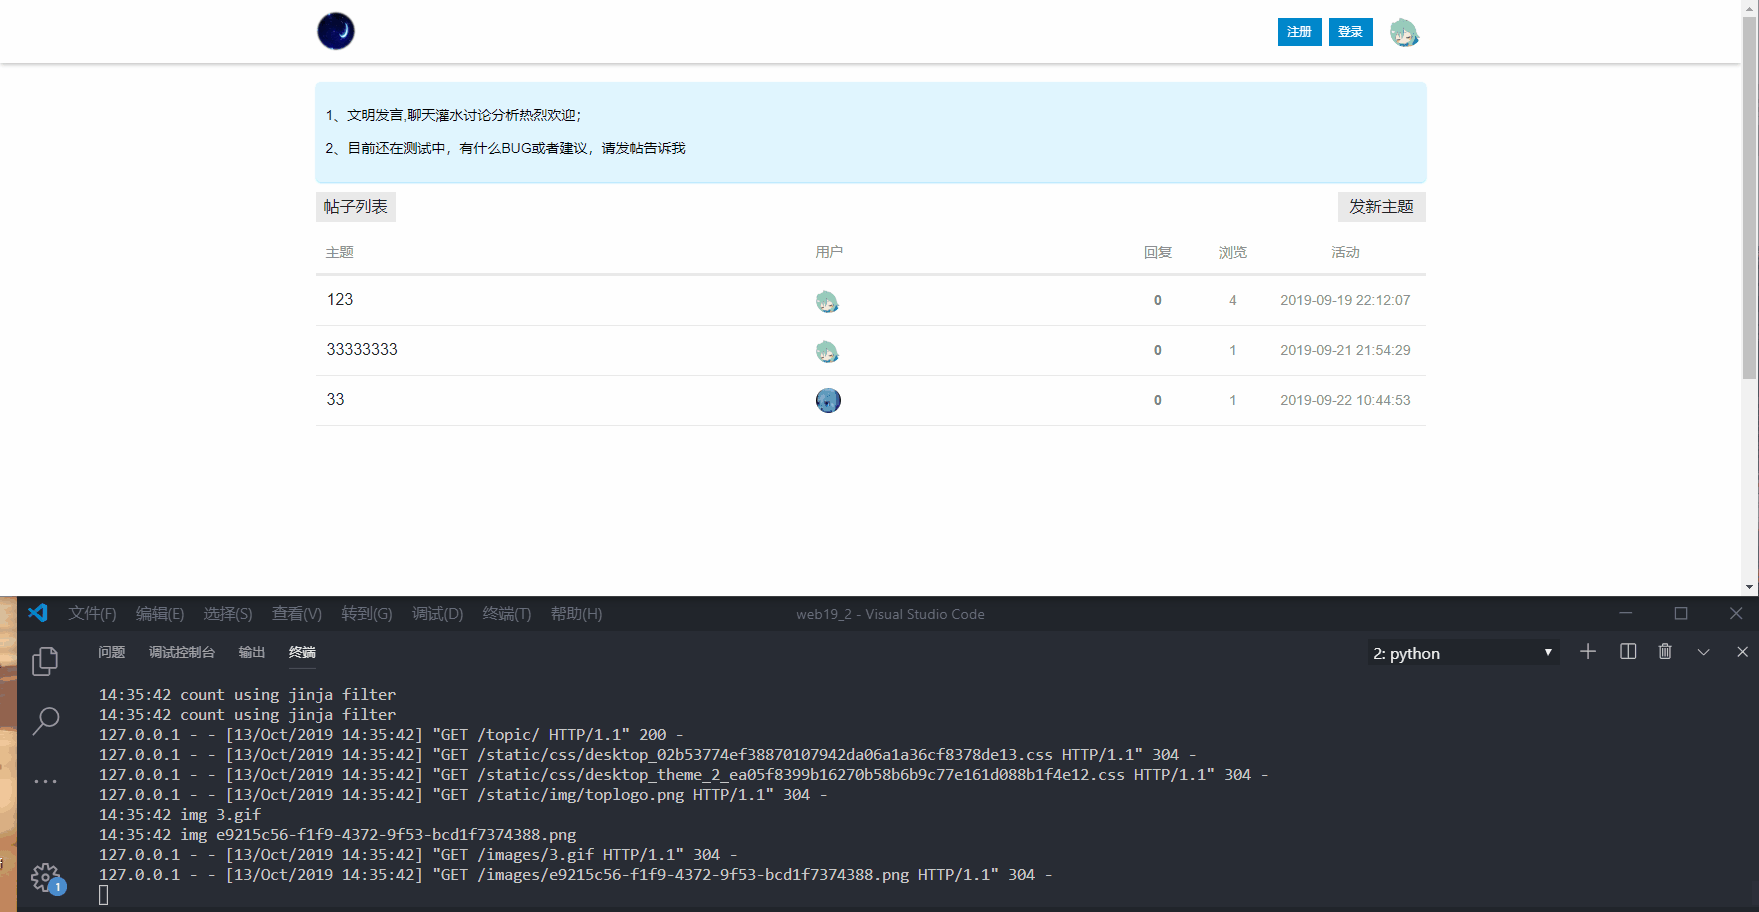 注册 登录
1、文明发言,聊天灌水讨论分析热烈欢迎；
2、目前还在测试中，有什么BUG或者建议，请发帖告诉我
帖子列表 发新主题
主题 用户 回复 浏览 活动
123 0 4 2019-09-19 22:12:07
33333333 0 1 2019-09-21 21:54:29
33 0 1 2019-09-22 10:44:53
文件(F) 编辑(E) 选择(S) 查看(V) 转到(G) 调试(D) 终端(T) 帮助(H) web19_2 - Visual Studio Code
问题 调试控制台 输出 终端 2: python
14:35:42 count using jinja filter
14:35:42 count using jinja filter
127.0.0.1 - - [13/Oct/2019 14:35:42] "GET /topic/ HTTP/1.1" 200 -
127.0.0.1 - - [13/Oct/2019 14:35:42] "GET /static/css/desktop_02b53774ef38870107942da06a1a36cf8378de13.css HTTP/1.1" 304 -
127.0.0.1 - - [13/Oct/2019 14:35:42] "GET /static/css/desktop_theme_2_ea05f8399b16270b58b6b9c77e161d088b1f4e12.css HTTP/1.1" 304 -
127.0.0.1 - - [13/Oct/2019 14:35:42] "GET /static/img/toplogo.png HTTP/1.1" 304 -
14:35:42 img 3.gif
14:35:42 img e9215c56-f1f9-4372-9f53-bcd1f7374388.png
127.0.0.1 - - [13/Oct/2019 14:35:42] "GET /images/3.gif HTTP/1.1" 304 -
127.0.0.1 - - [13/Oct/2019 14:35:42] "GET /images/e9215c56-f1f9-4372-9f53-bcd1f7374388.png HTTP/1.1" 304 -
1